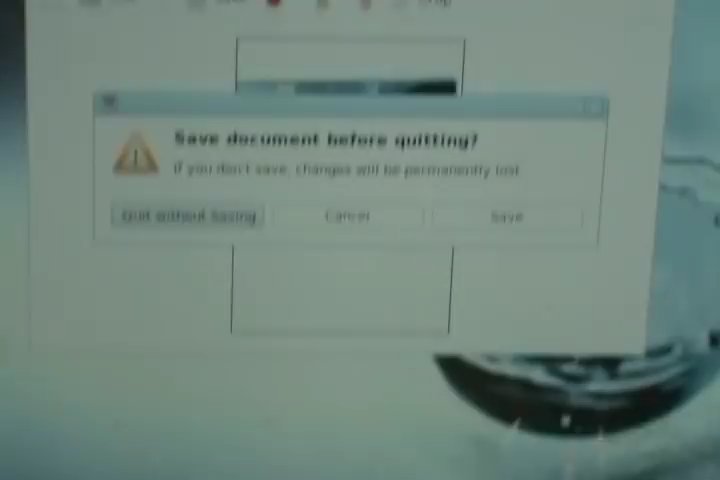 Save document before quitting?
If you don't save, changes will be permanently lost.
Quit without Saving
Cancel
Save